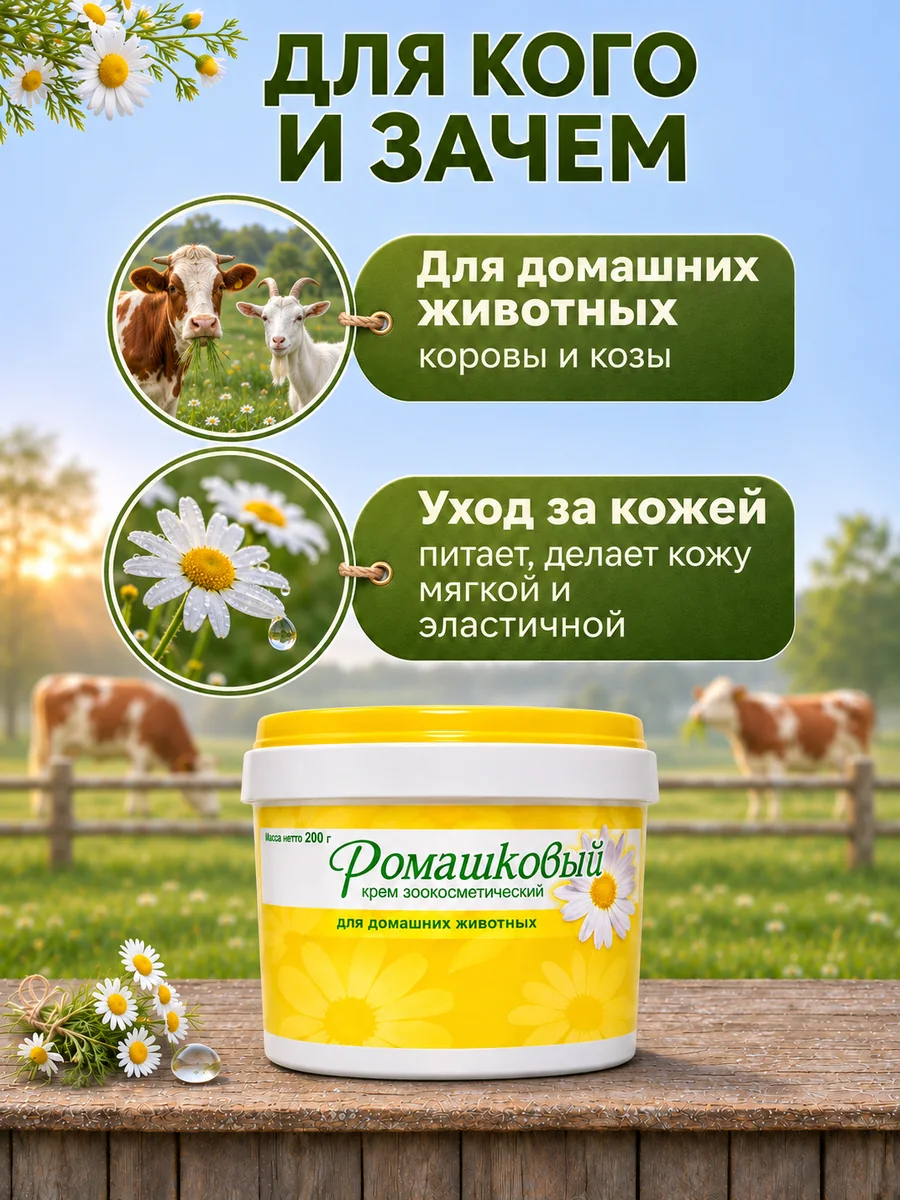 ДЛЯ КОГО
И ЗАЧЕМ
Для домашних
животных
коровы и козы
Уход за кожей
питает, делает кожу
мягкой и
эластичной
Масса нетто 200 г
Ромашковый
крем зоокосметический
для домашних животных